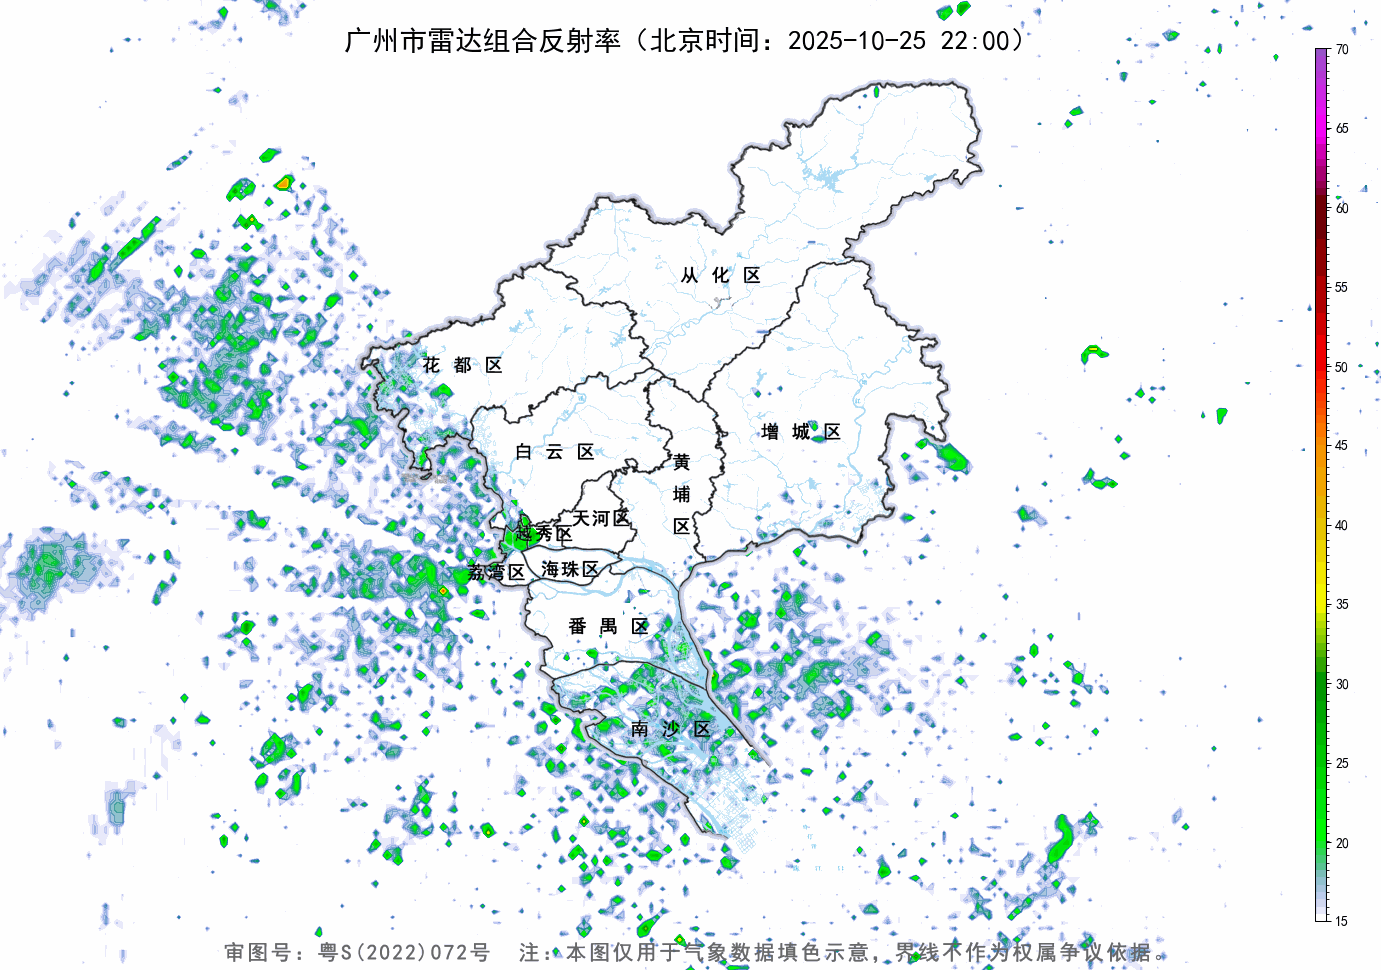 广州市雷达组合反射率（北京时间：2025-10-25 22:00）
70
65
60
55
50
45
40
35
30
25
20
15
从化区
花都区
增城区
白云区
黄埔区
天河区
越秀区
海珠区
荔湾区
番禺区
南沙区
审图号：粤S(2022)072号 注：本图仅用于气象数据填色示意，界线不作为权属争议依据。